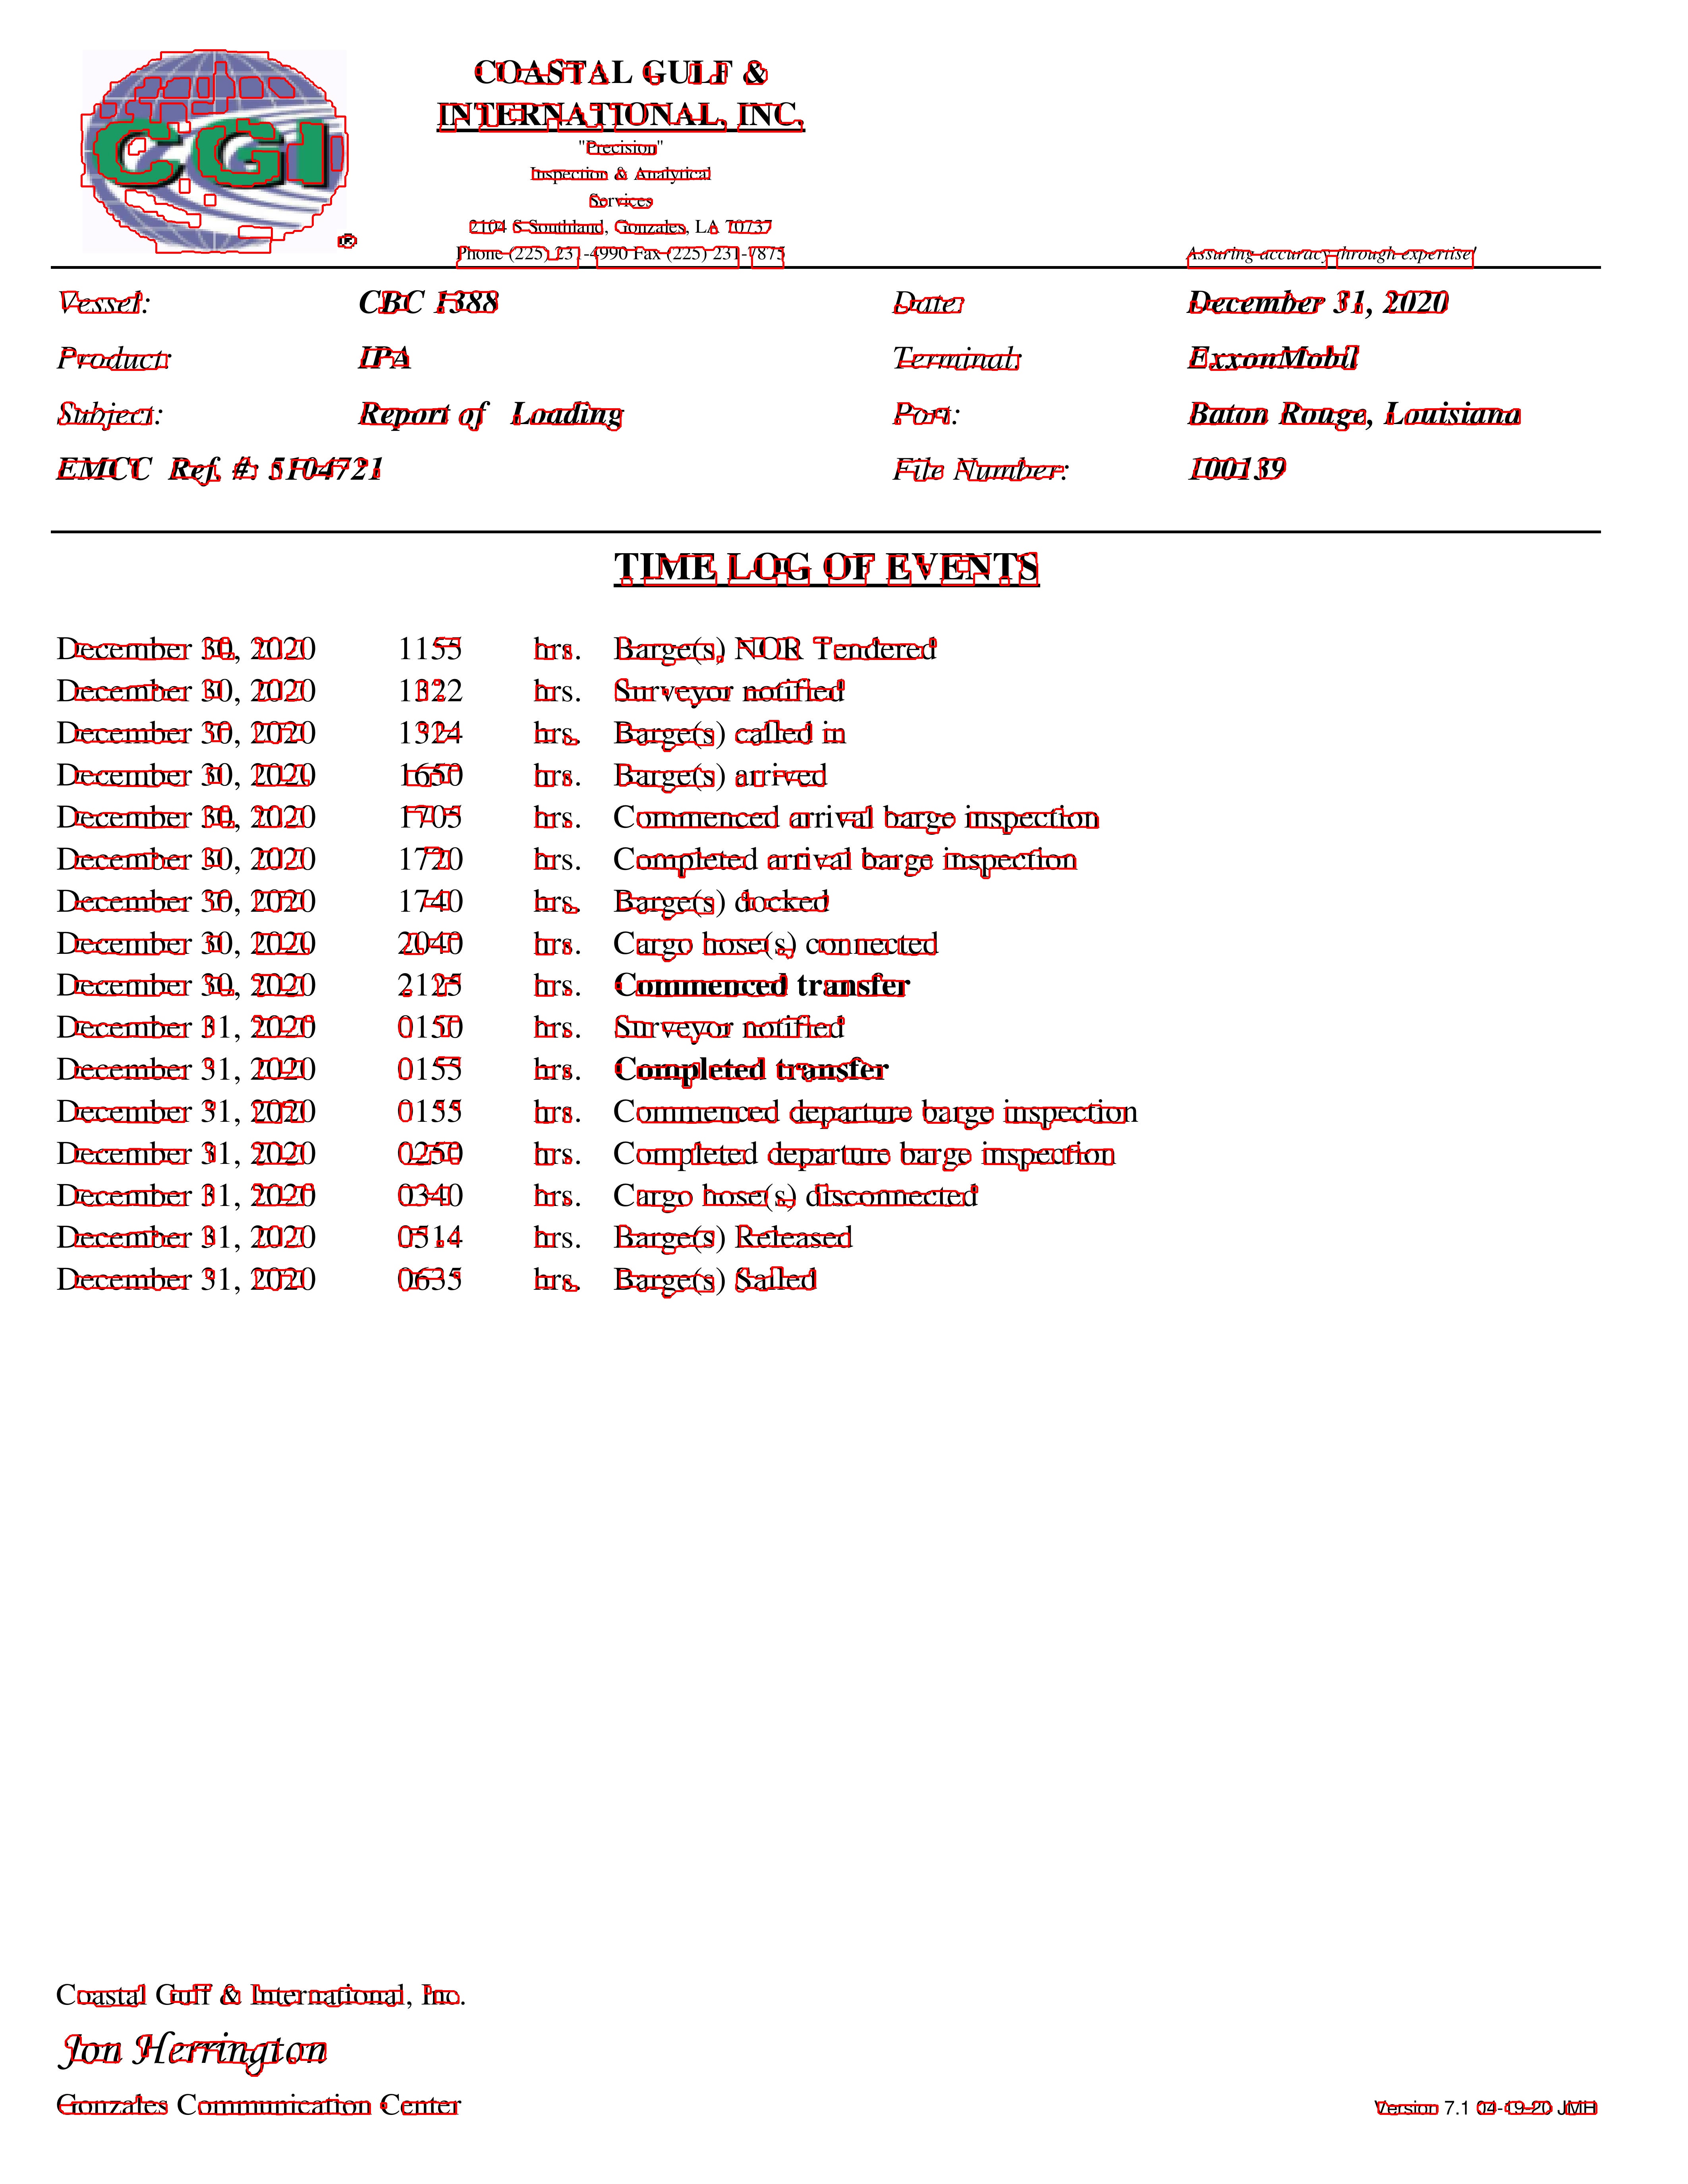 CGI
®
COASTAL GULF &
INTERNATIONAL, INC.
"Precision"
Inspection & Analytical
Services
2104 S Southland, Gonzales, LA 70737
Phone (225) 231-4990 Fax (225) 231-7875
Assuring accuracy through expertise!
Vessel: CBC 1388 Date: December 31, 2020
Product: IPA Terminal: ExxonMobil
Subject: Report of Loading Port: Baton Rouge, Louisiana
EMCC Ref. #: 5104721 File Number: 100139
TIME LOG OF EVENTS
December 30, 2020 1155 hrs. Barge(s) NOR Tendered
December 30, 2020 1322 hrs. Surveyor notified
December 30, 2020 1324 hrs. Barge(s) called in
December 30, 2020 1650 hrs. Barge(s) arrived
December 30, 2020 1705 hrs. Commenced arrival barge inspection
December 30, 2020 1720 hrs. Completed arrival barge inspection
December 30, 2020 1740 hrs. Barge(s) docked
December 30, 2020 2040 hrs. Cargo hose(s) connected
December 30, 2020 2125 hrs. Commenced transfer
December 31, 2020 0150 hrs. Surveyor notified
December 31, 2020 0155 hrs. Completed transfer
December 31, 2020 0155 hrs. Commenced departure barge inspection
December 31, 2020 0250 hrs. Completed departure barge inspection
December 31, 2020 0340 hrs. Cargo hose(s) disconnected
December 31, 2020 0514 hrs. Barge(s) Released
December 31, 2020 0635 hrs. Barge(s) Sailed
Coastal Gulf & International, Inc.
Jon Herrington
Gonzales Communication Center
Version 7.1 04-19-20 JMH